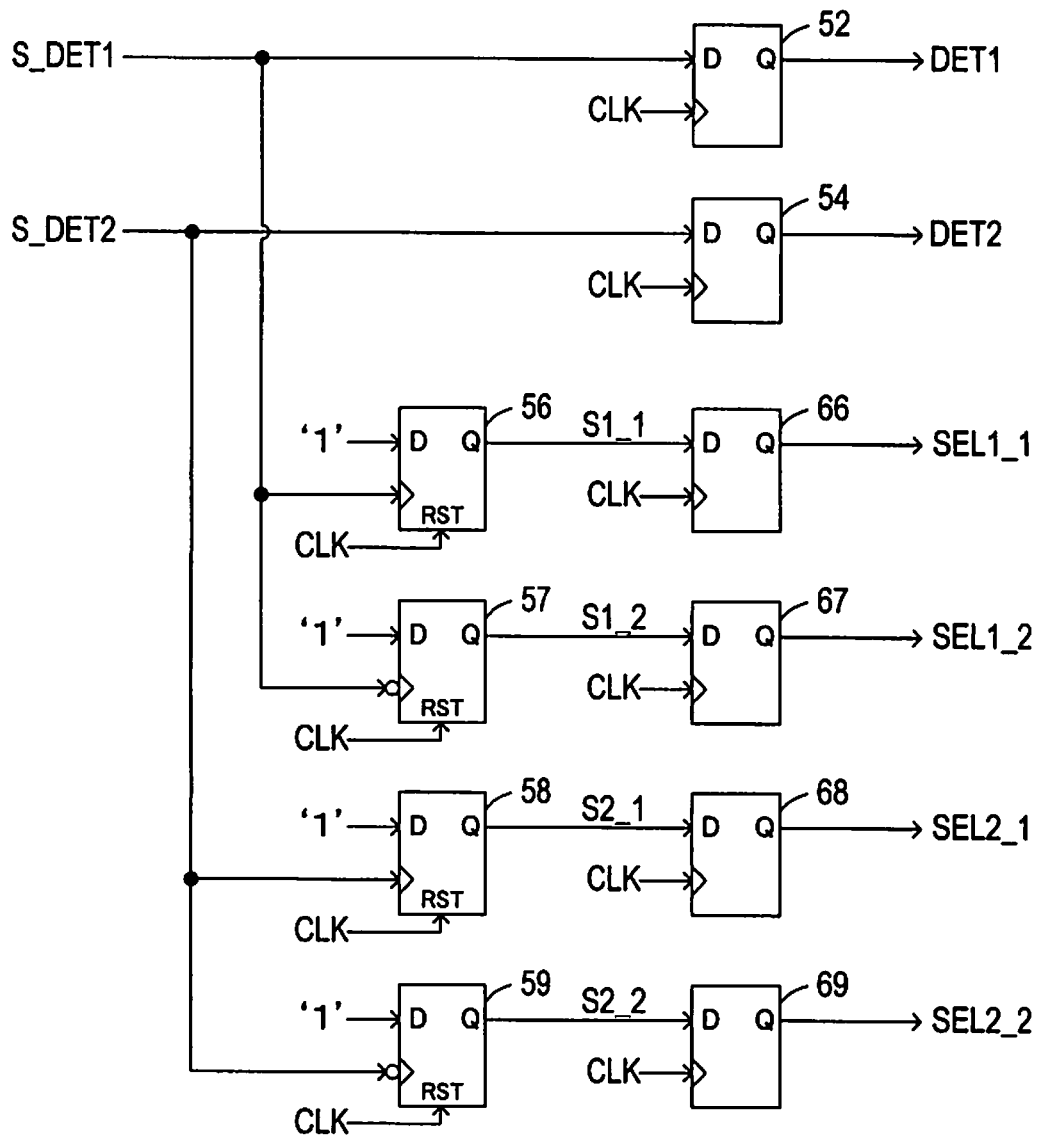 52
S_DET1 D Q DET1
CLK
54
S_DET2 D Q DET2
CLK
56 66
‘1’ D Q S1_1 D Q SEL1_1
CLK
RST
CLK
57 67
‘1’ D Q S1_2 D Q SEL1_2
CLK
RST
CLK
58 68
‘1’ D Q S2_1 D Q SEL2_1
CLK
RST
CLK
59 69
‘1’ D Q S2_2 D Q SEL2_2
CLK
RST
CLK